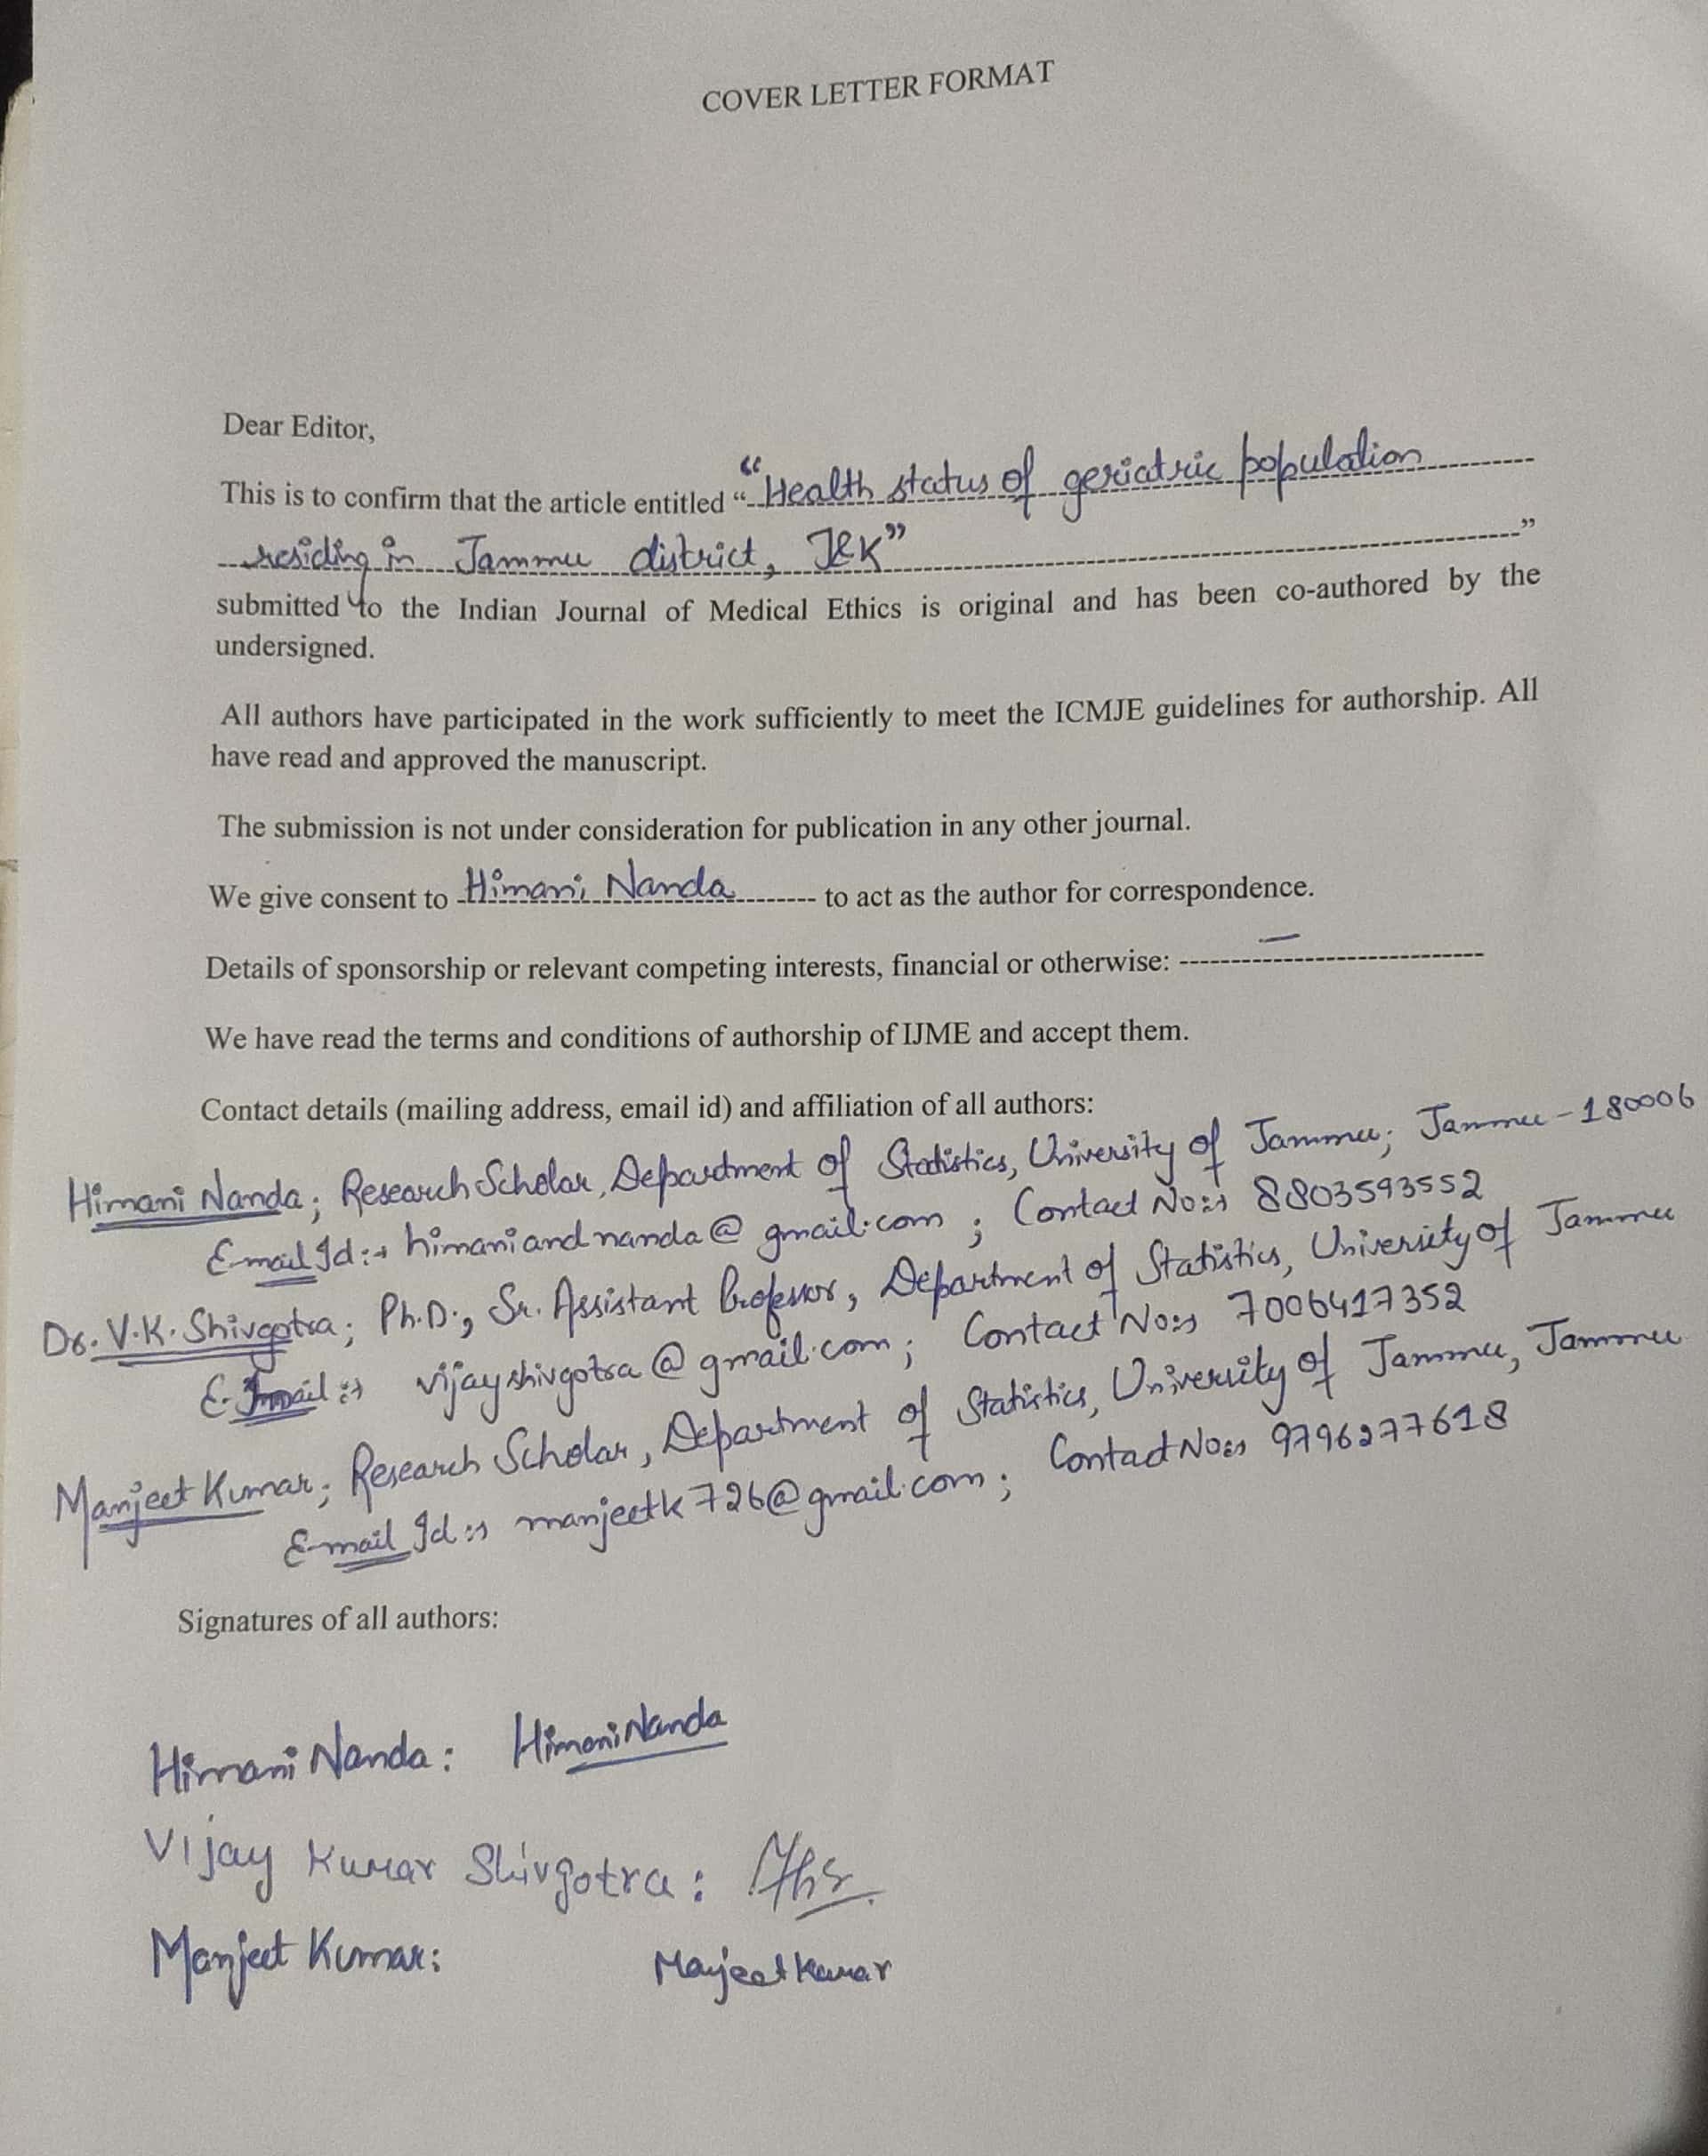 COVER LETTER FORMAT
Dear Editor,
This is to confirm that the article entitled “ “Health status of geriatric population
residing in Jammu district, J&K” ”
submitted to the Indian Journal of Medical Ethics is original and has been co-authored by the
undersigned.
All authors have participated in the work sufficiently to meet the ICMJE guidelines for authorship. All
have read and approved the manuscript.
The submission is not under consideration for publication in any other journal.
We give consent to Himani Nanda to act as the author for correspondence.
Details of sponsorship or relevant competing interests, financial or otherwise: —
We have read the terms and conditions of authorship of IJME and accept them.
Contact details (mailing address, email id) and affiliation of all authors:
Himani Nanda; Research Scholar, Department of Statistics, University of Jammu; Jammu-180006
E-mail Id:→ himaniandnanda@gmail.com ; Contact No:→ 8803593552
Dr. V.K. Shivgotra; Ph.D., Sr. Assistant Professor, Department of Statistics, University of Jammu
E-mail:→ vijayshivgotra@gmail.com; Contact No:→ 7006417352
Manjeet Kumar; Research Scholar, Department of Statistics, University of Jammu, Jammu
E-mail Id:→ manjeetk726@gmail.com; Contact No:→ 9796277618
Signatures of all authors:
Himani Nanda: Himani Nanda
Vijay Kumar Shivgotra:
Manjeet Kumar: Manjeet Kumar